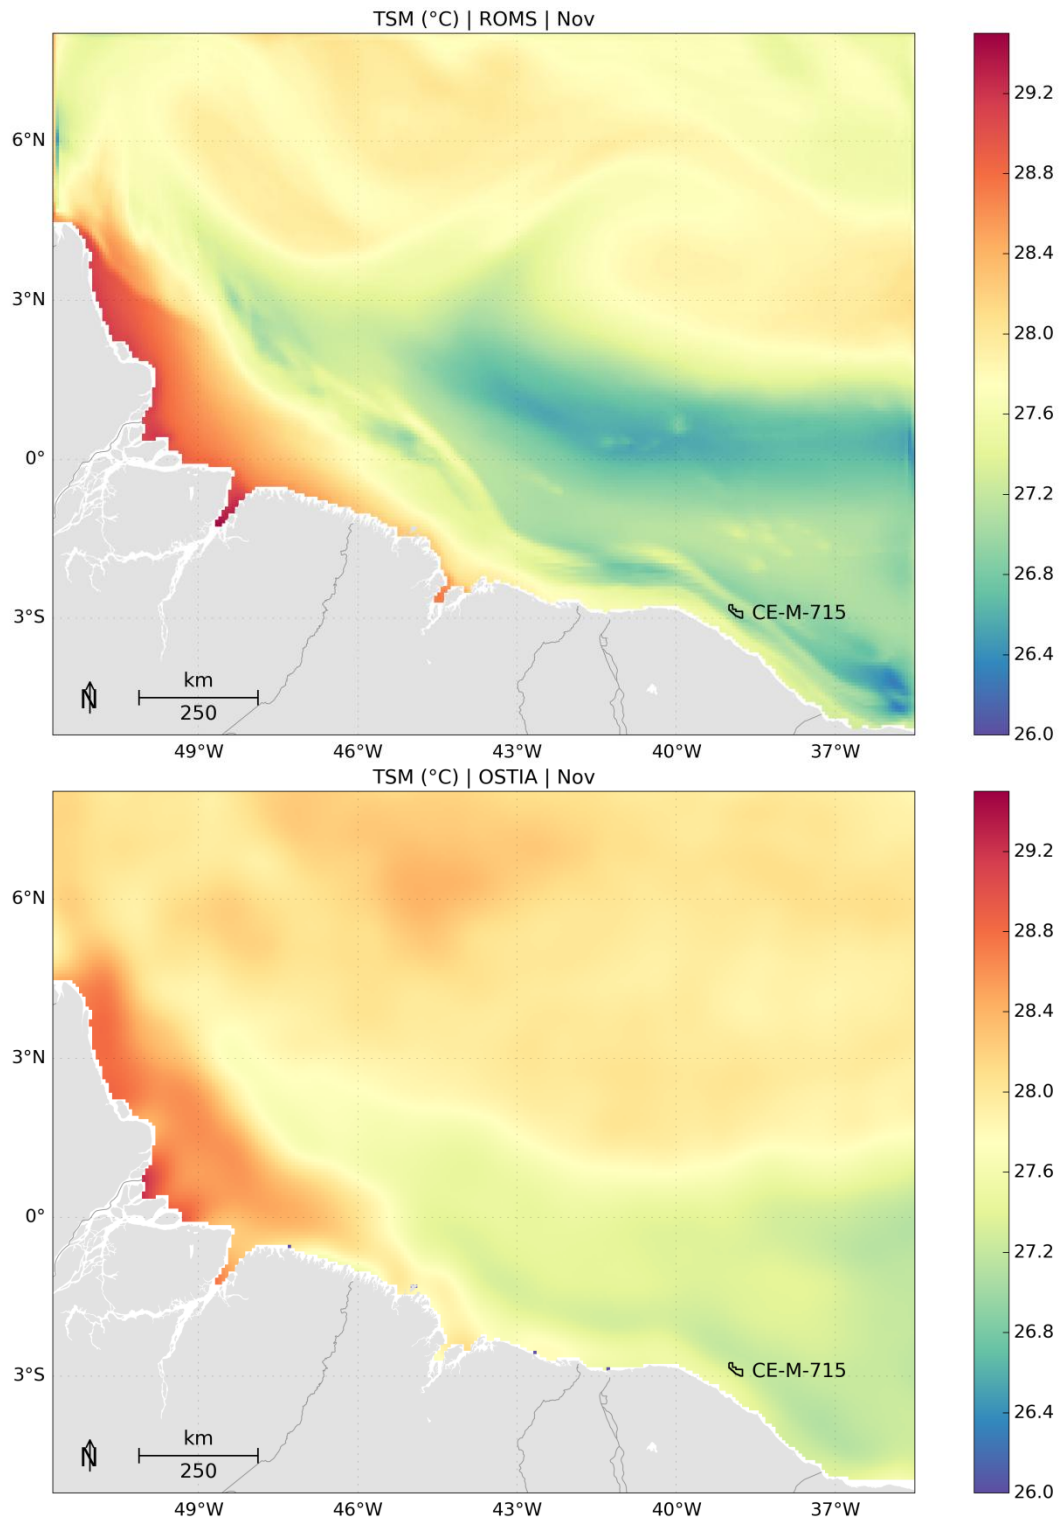 TSM (°C) | ROMS | Nov
6°N
3°N
0°
3°S
49°W
46°W
43°W
40°W
37°W
CE-M-715
N
km
250
29.2
28.8
28.4
28.0
27.6
27.2
26.8
26.4
26.0
TSM (°C) | OSTIA | Nov
6°N
3°N
0°
3°S
49°W
46°W
43°W
40°W
37°W
CE-M-715
N
km
250
29.2
28.8
28.4
28.0
27.6
27.2
26.8
26.4
26.0